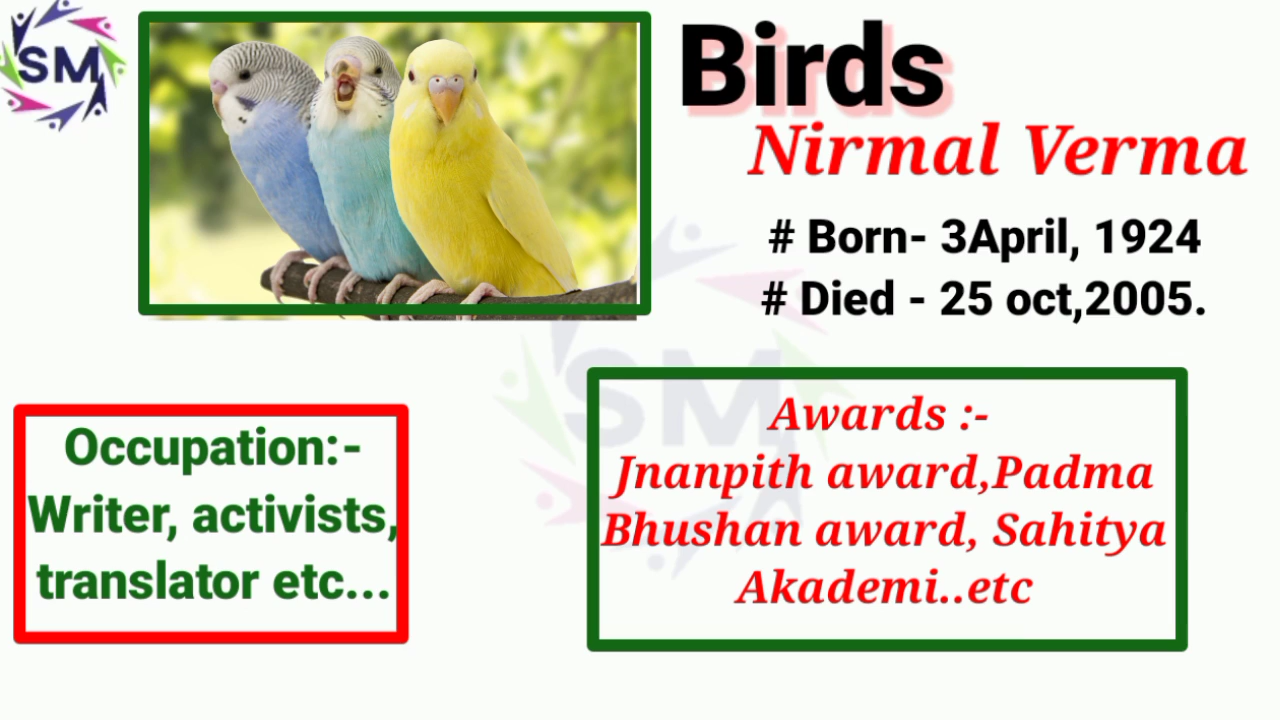 SM
Birds
Nirmal Verma
# Born- 3April, 1924
# Died - 25 oct,2005.
SM
Occupation:-
Writer, activists,
translator etc...
Awards :-
Jnanpith award,Padma
Bhushan award, Sahitya
Akademi..etc